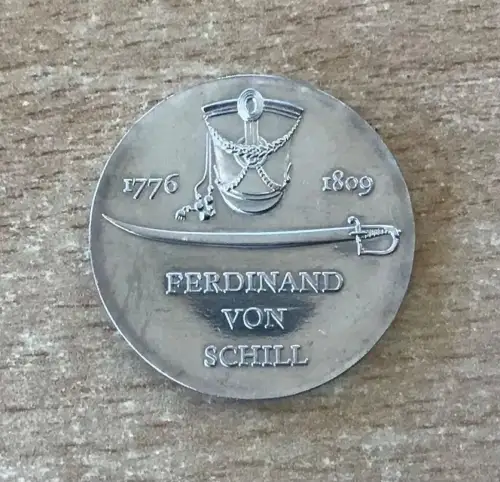 1776 1809
FERDINAND
VON
SCHILL